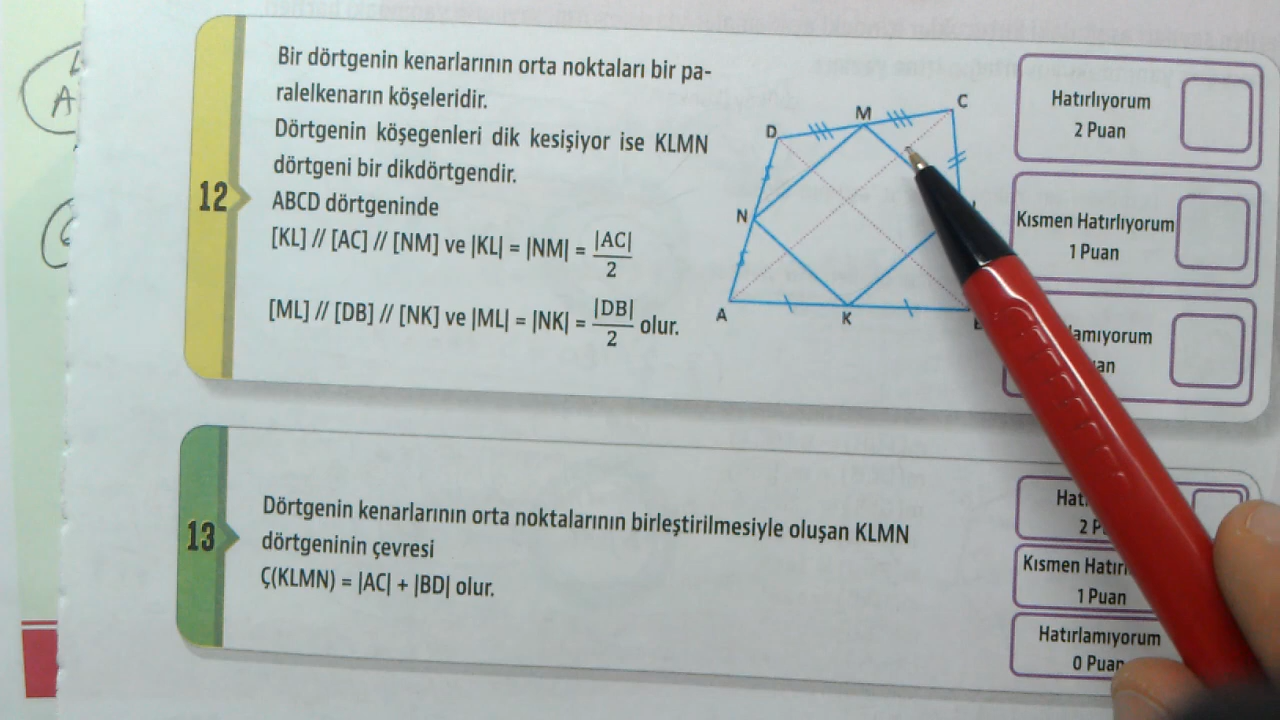 12
Bir dörtgenin kenarlarının orta noktaları bir pa-
ralelkenarın köşeleridir.
Dörtgenin köşegenleri dik kesişiyor ise KLMN
dörtgeni bir dikdörtgendir.
ABCD dörtgeninde
[KL] // [AC] // [NM] ve |KL| = |NM| = |AC|/2
[ML] // [DB] // [NK] ve |ML| = |NK| = |DB|/2 olur.
D M C
N
A K
Hatırlıyorum
2 Puan
Kısmen Hatırlıyorum
1 Puan
13
Dörtgenin kenarlarının orta noktalarının birleştirilmesiyle oluşan KLMN
dörtgeninin çevresi
Ç(KLMN) = |AC| + |BD| olur.
Kısmen
1 Puan
Hatırlamıyorum
0 Puan